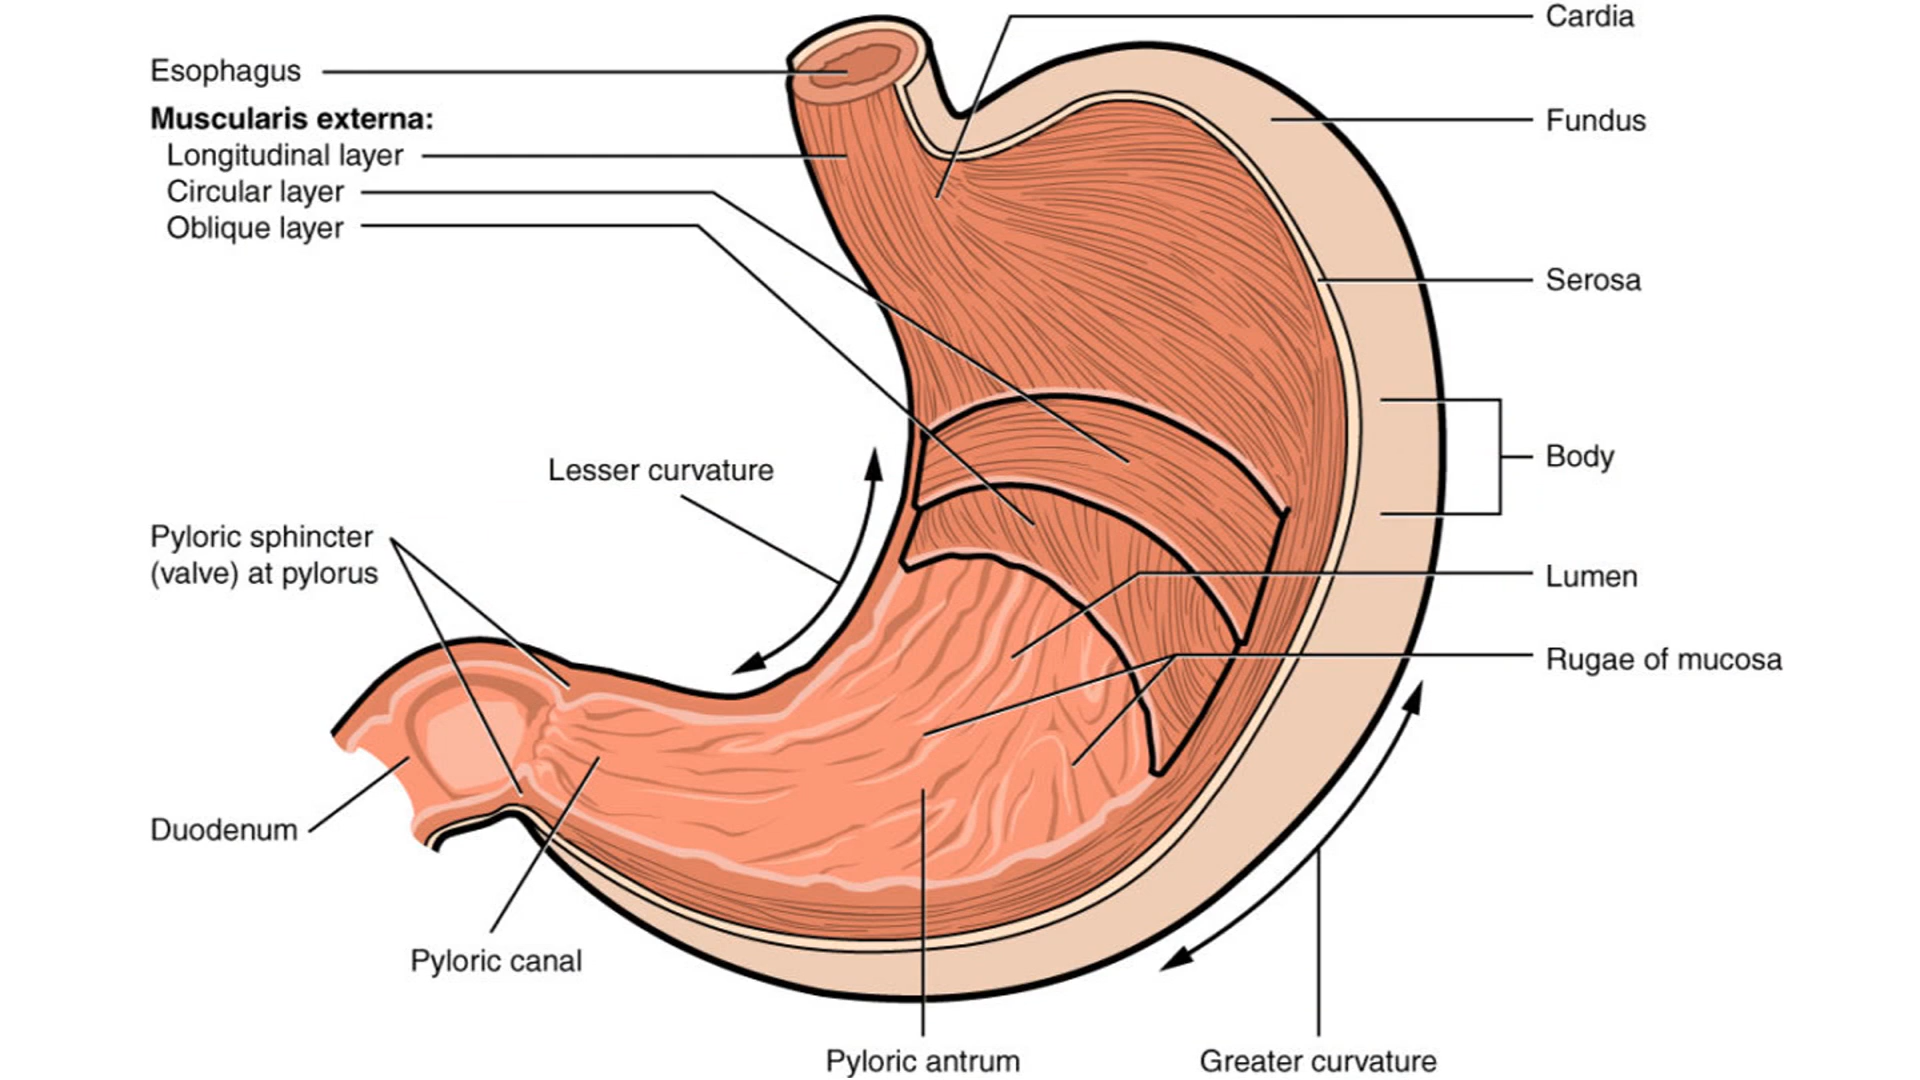 Esophagus
Muscularis externa:
Longitudinal layer
Circular layer
Oblique layer
Lesser curvature
Pyloric sphincter
(valve) at pylorus
Duodenum
Pyloric canal
Pyloric antrum
Greater curvature
Cardia
Fundus
Serosa
Body
Lumen
Rugae of mucosa